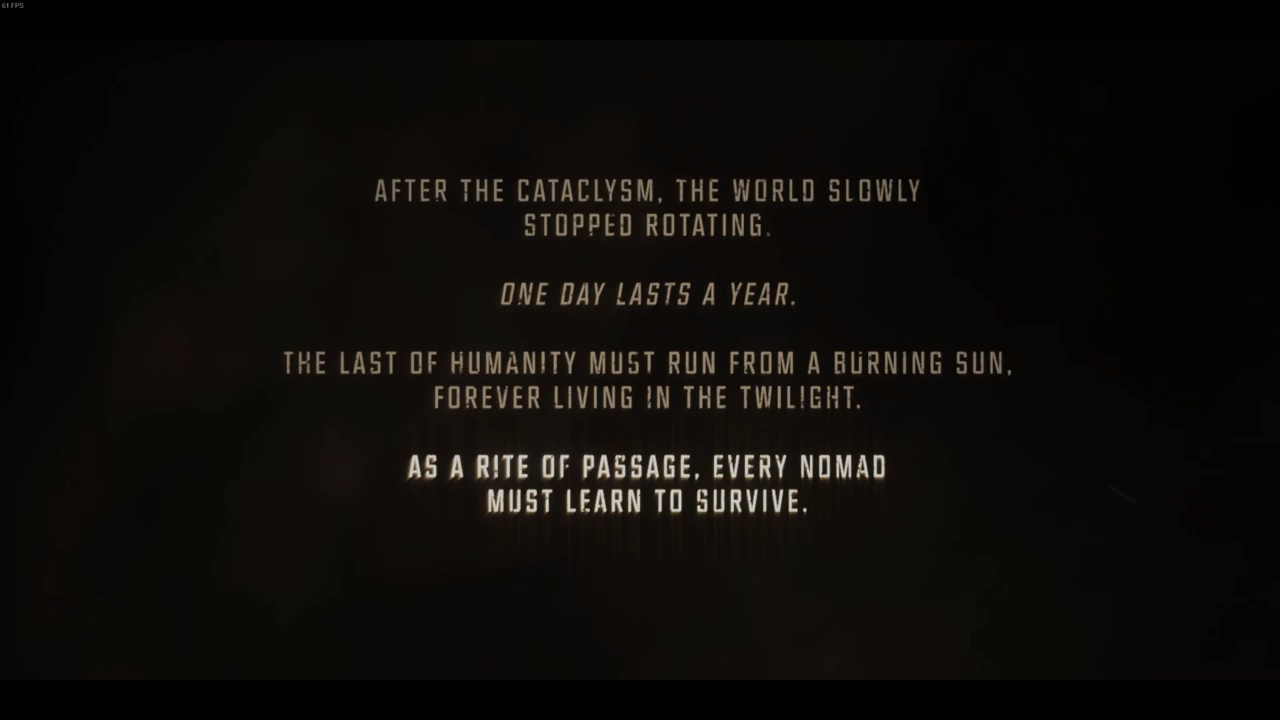 61 FPS
AFTER THE CATACLYSM, THE WORLD SLOWLY
STOPPED ROTATING.
ONE DAY LASTS A YEAR.
THE LAST OF HUMANITY MUST RUN FROM A BURNING SUN,
FOREVER LIVING IN THE TWILIGHT.
AS A RITE OF PASSAGE, EVERY NOMAD
MUST LEARN TO SURVIVE.